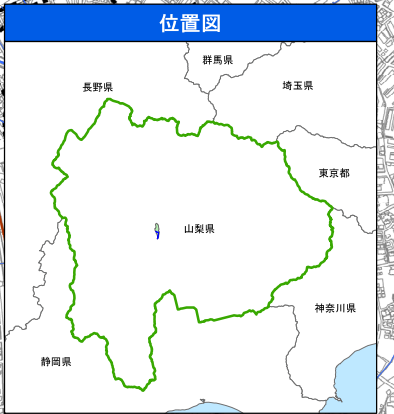 位置図
群馬県
長野県
埼玉県
東京都
山梨県
神奈川県
静岡県